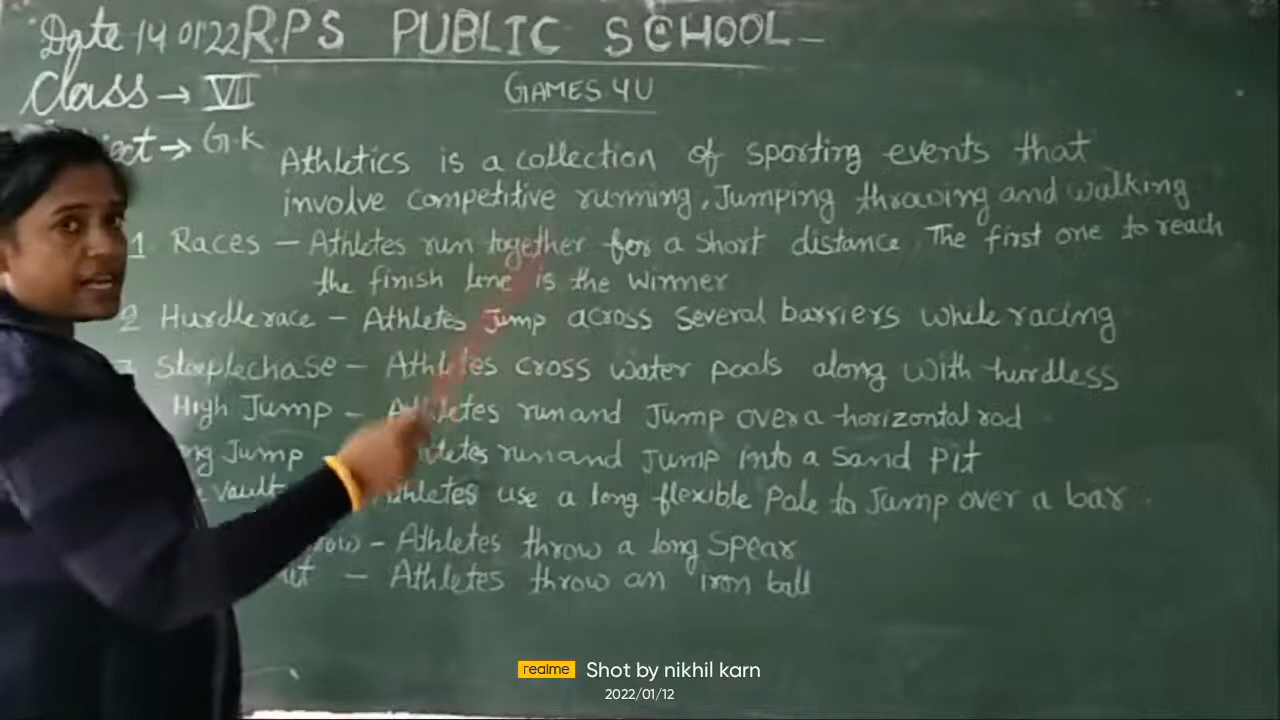 Date 14 01 22 R.P.S PUBLIC SCHOOL
Class → VII
GAMES 4U
ect → G.K
Athletics is a collection of sporting events that
involve competitive running, Jumping throwing and walking
1 Races - Athletes run together for a short distance. The first one to reach
the finish line is the winner
2 Hurdle race - Athletes Jump across several barriers while racing
Steeplechase - Athletes cross water pools along with hurdless
High Jump - Athletes run and Jump over a horizontal rod
ng Jump run and Jump into a sand pit
vault Athletes use a long flexible pole to Jump over a bar
row - Athletes throw a long spear
ut - Athletes throw an iron ball
realme Shot by nikhil karn
2022/01/12